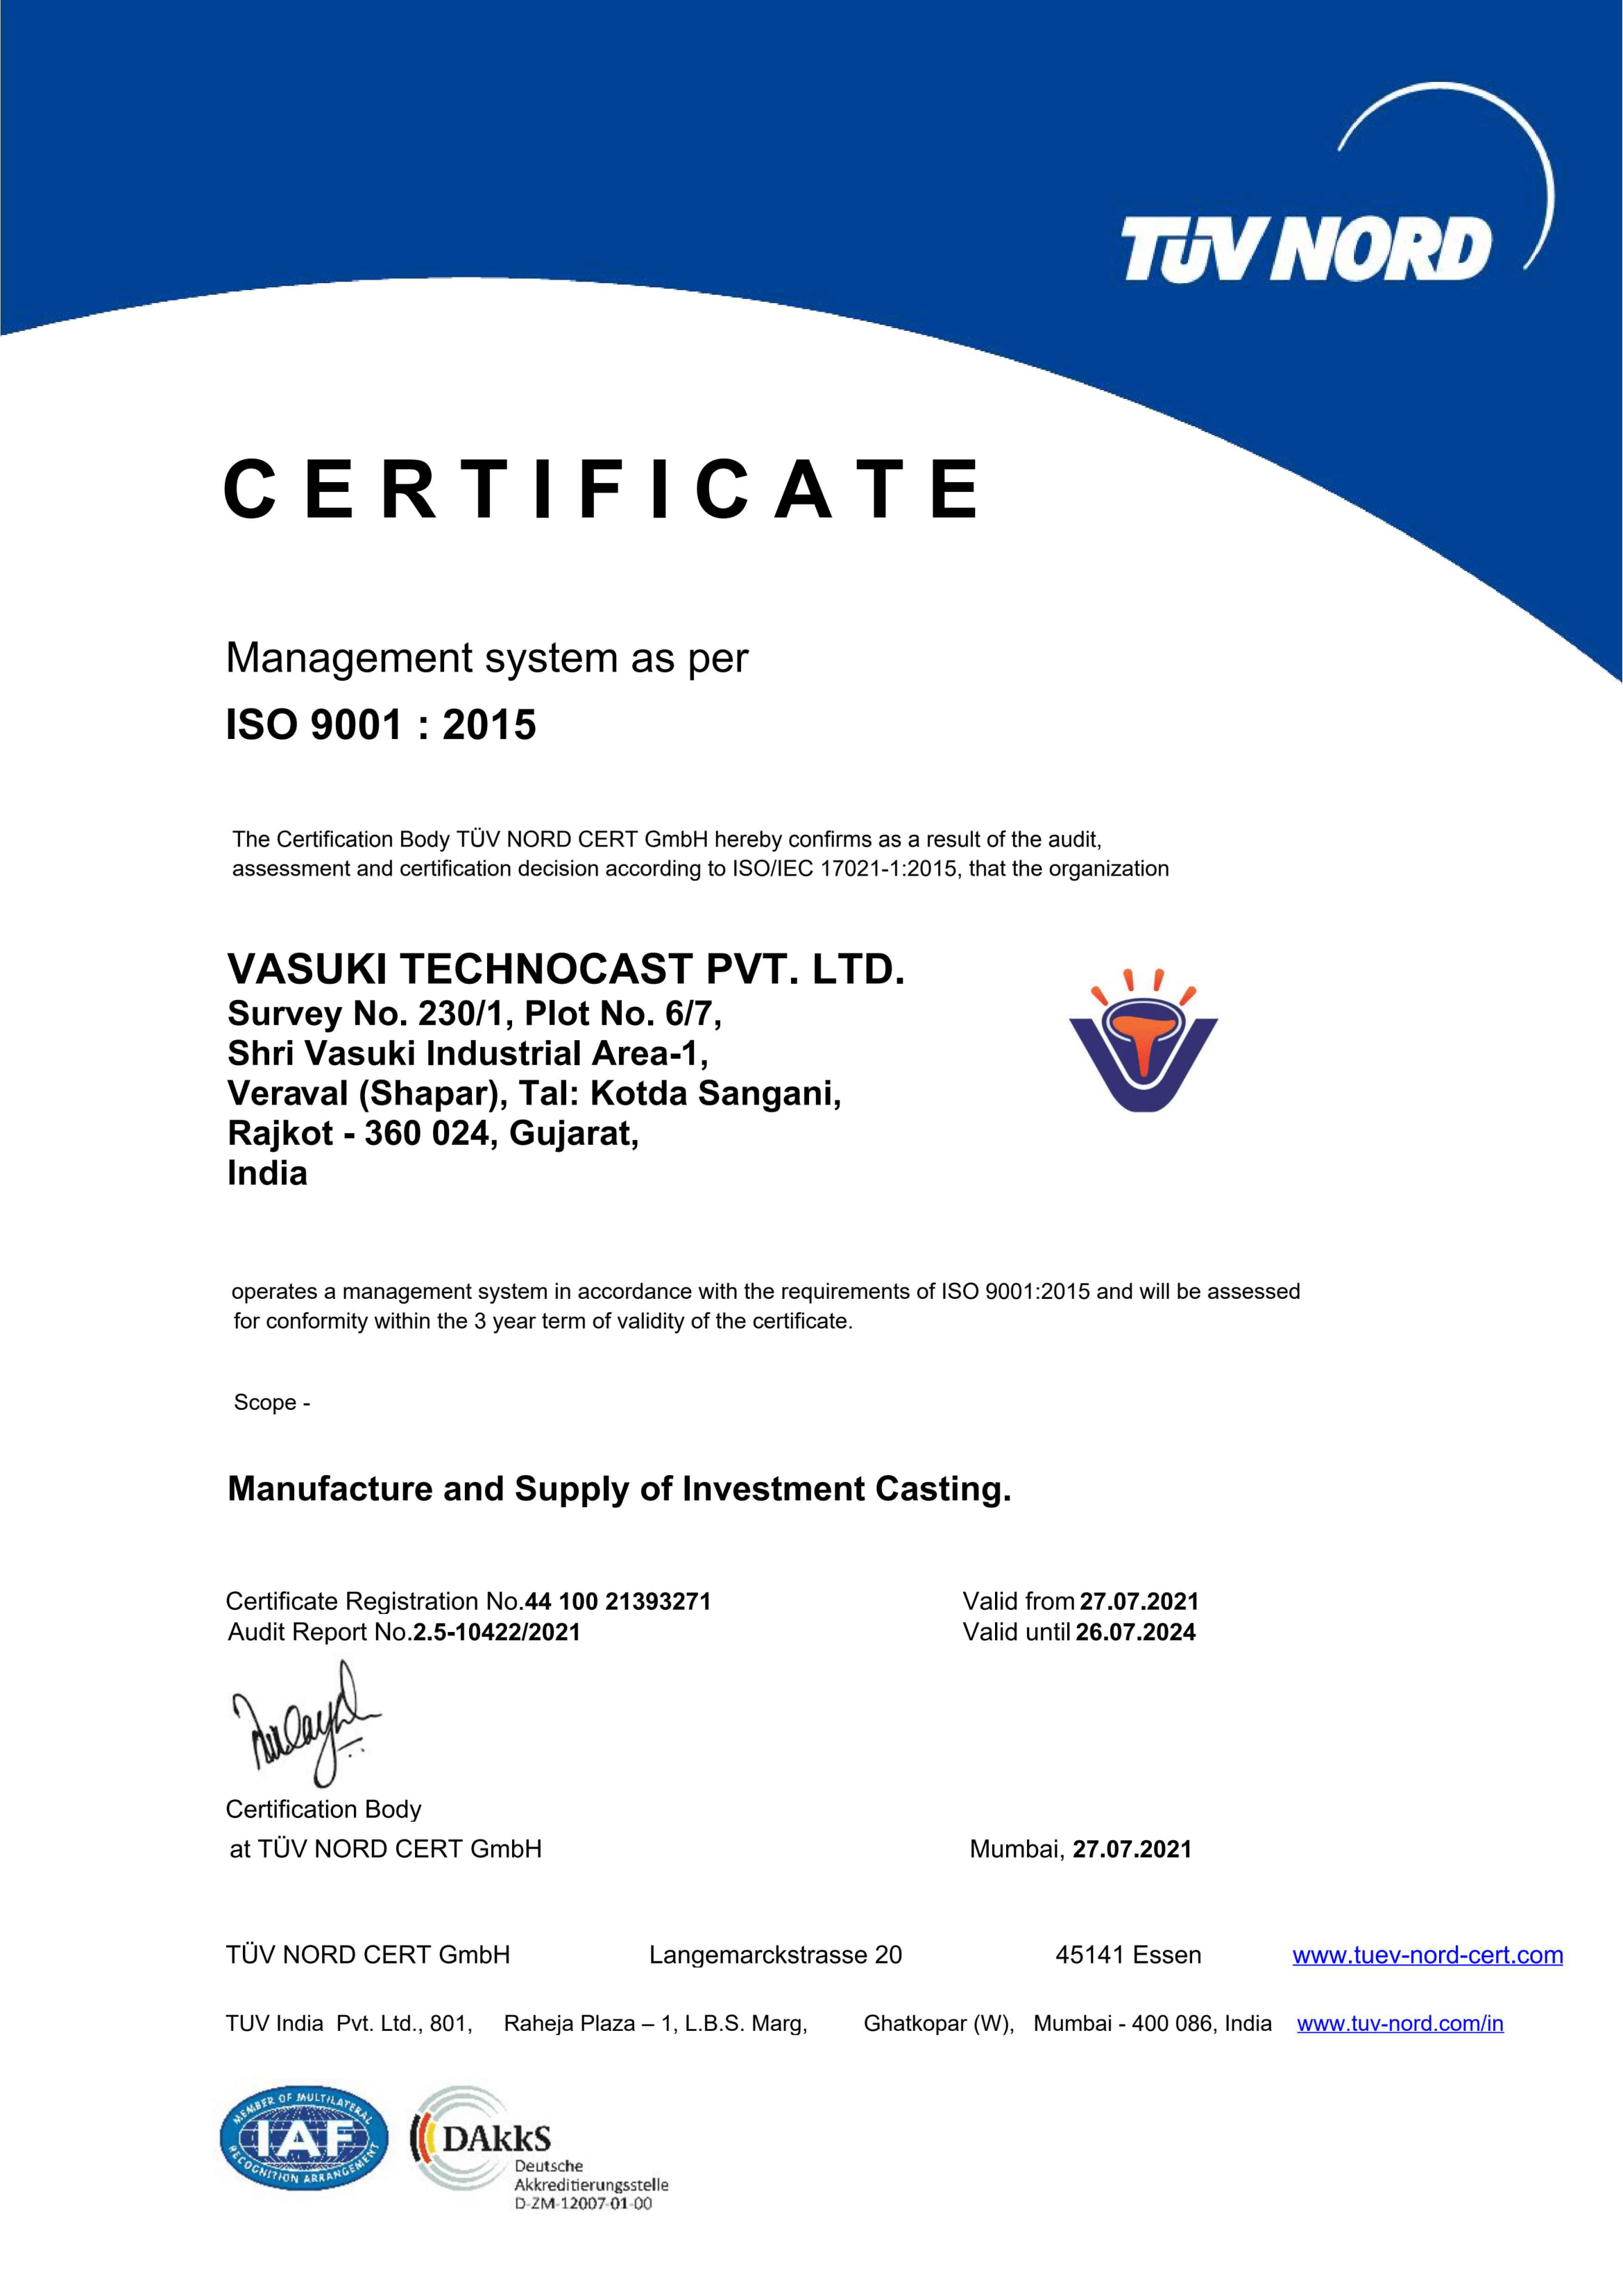 TÜV NORD
CERTIFICATE
Management system as per
ISO 9001 : 2015
The Certification Body TÜV NORD CERT GmbH hereby confirms as a result of the audit,
assessment and certification decision according to ISO/IEC 17021-1:2015, that the organization
VASUKI TECHNOCAST PVT. LTD.
Survey No. 230/1, Plot No. 6/7,
Shri Vasuki Industrial Area-1,
Veraval (Shapar), Tal: Kotda Sangani,
Rajkot - 360 024, Gujarat,
India
operates a management system in accordance with the requirements of ISO 9001:2015 and will be assessed
for conformity within the 3 year term of validity of the certificate.
Scope -
Manufacture and Supply of Investment Casting.
Certificate Registration No.44 100 21393271 Valid from 27.07.2021
Audit Report No.2.5-10422/2021 Valid until 26.07.2024
Certification Body
at TÜV NORD CERT GmbH Mumbai, 27.07.2021
TÜV NORD CERT GmbH Langemarckstrasse 20 45141 Essen www.tuev-nord-cert.com
TUV India Pvt. Ltd., 801, Raheja Plaza – 1, L.B.S. Marg, Ghatkopar (W), Mumbai - 400 086, India www.tuv-nord.com/in
MEMBER OF MULTILATERAL
IAF
RECOGNITION ARRANGEMENT
DAkkS
Deutsche
Akkreditierungsstelle
D-ZM-12007-01-00